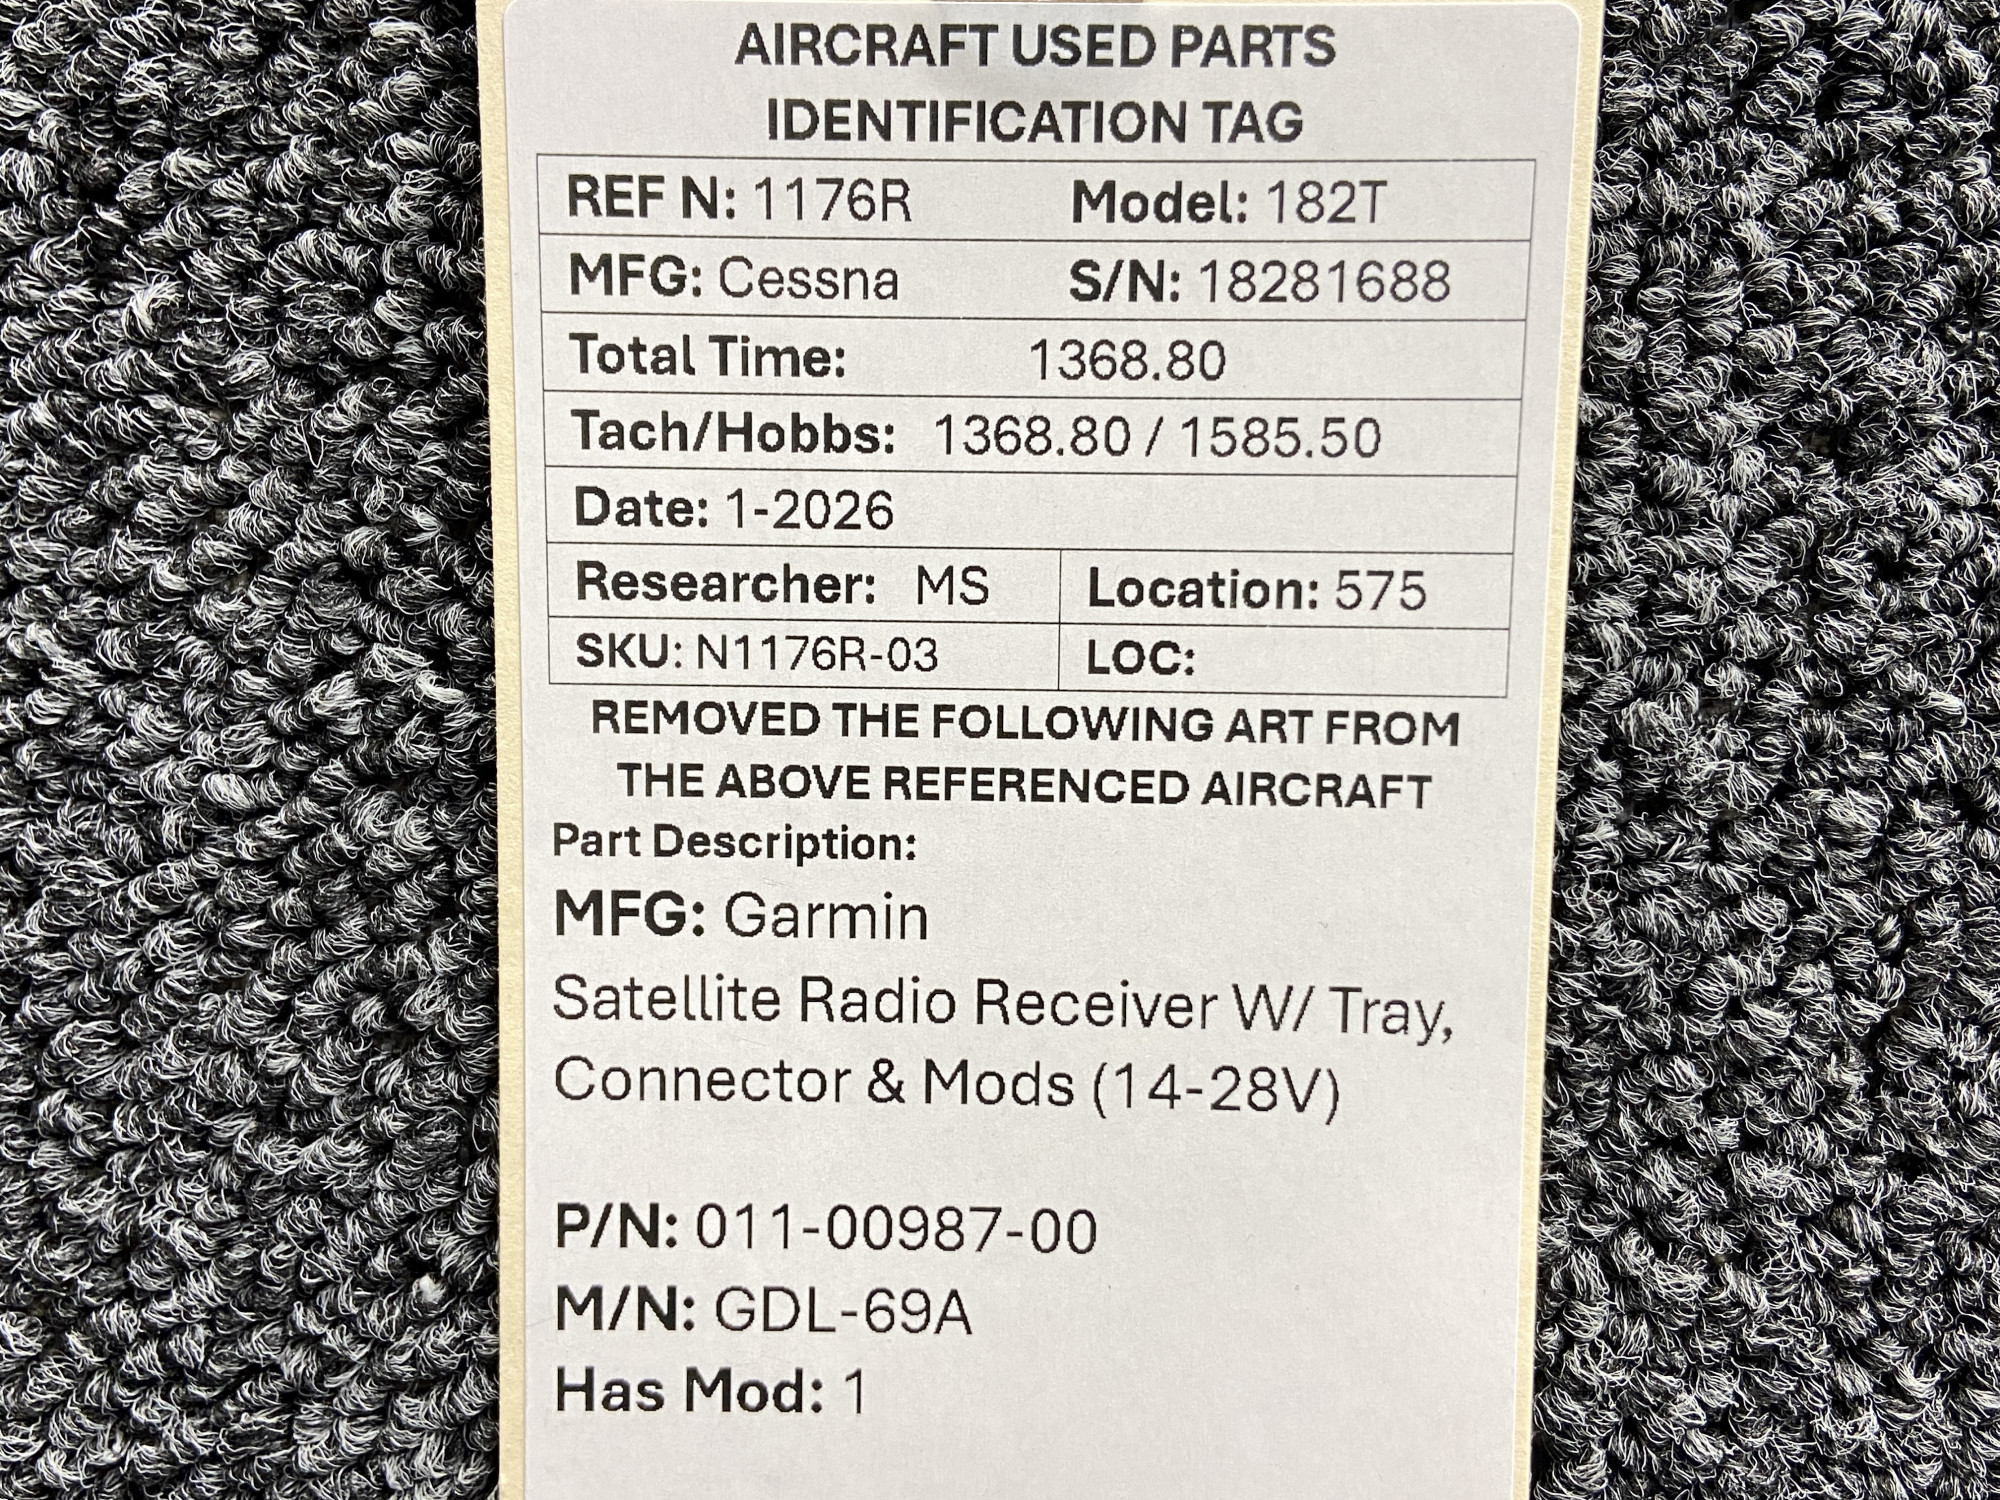 AIRCRAFT USED PARTS
IDENTIFICATION TAG
REF N: 1176R Model: 182T
MFG: Cessna S/N: 18281688
Total Time: 1368.80
Tach/Hobbs: 1368.80 / 1585.50
Date: 1-2026
Researcher: MS Location: 575
SKU: N1176R-03 LOC:
REMOVED THE FOLLOWING ART FROM
THE ABOVE REFERENCED AIRCRAFT
Part Description:
MFG: Garmin
Satellite Radio Receiver W/ Tray,
Connector & Mods (14-28V)
P/N: 011-00987-00
M/N: GDL-69A
Has Mod: 1